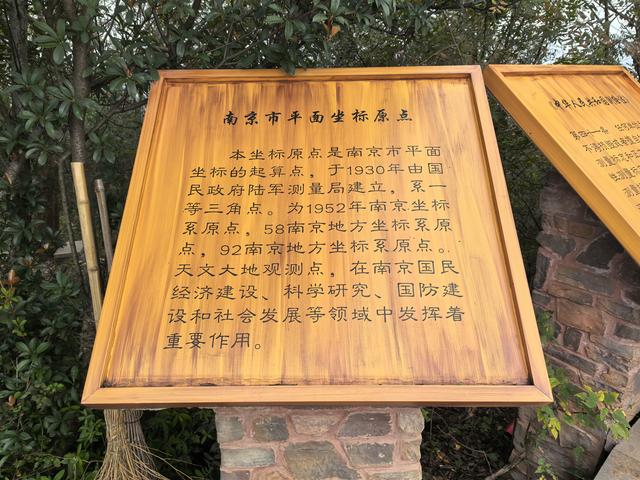 南京市平面坐标原点
本坐标原点是南京市平面
坐标的起算点，于1930年由国
民政府陆军测量局建立，系一
等三角点。为1952年南京坐标
系原点，58南京地方坐标系原
点，92南京地方坐标系原点。
天文大地观测点，在南京国民
经济建设、科学研究、国防建
设和社会发展等领域中发挥着
重要作用。
第四十一条